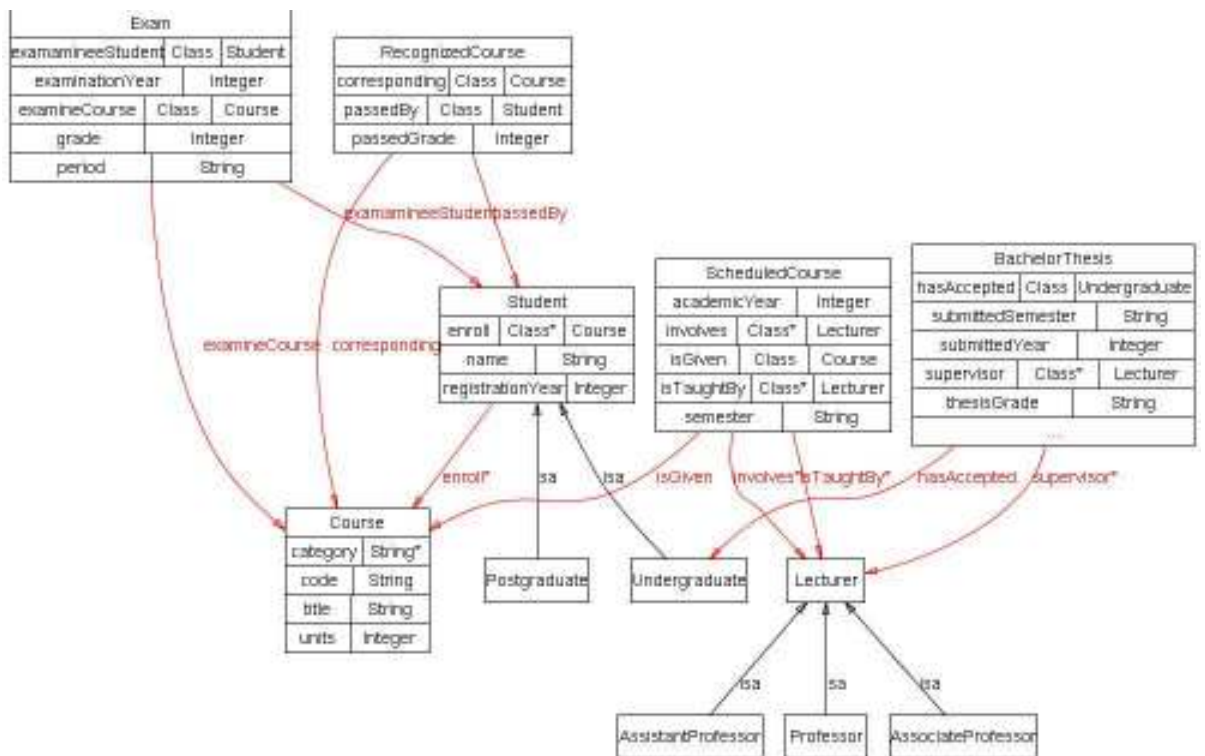 Exam
examamineeStudent Class Student
examinationYear Integer
examineCourse Class Course
grade Integer
period String
RecognizedCourse
corresponding Class Course
passedBy Class Student
passedGrade Integer
examamineeStudent passedBy
Student
enroll Class* Course
name String
registrationYear Integer
ScheduledCourse
academicYear Integer
involves Class* Lecturer
isGiven Class Course
isTaughtBy Class* Lecturer
semester String
BachelorThesis
hasAccepted Class Undergraduate
submittedSemester String
submittedYear Integer
supervisor Class* Lecturer
thesisGrade String
...
examineCourse corresponding
enroll* isa isa isGiven involves* isTaughtBy* hasAccepted supervisor*
Course
category String*
code String
title String
units Integer
Postgraduate
Undergraduate
Lecturer
isa isa isa
AssistantProfessor
Professor
AssociateProfessor